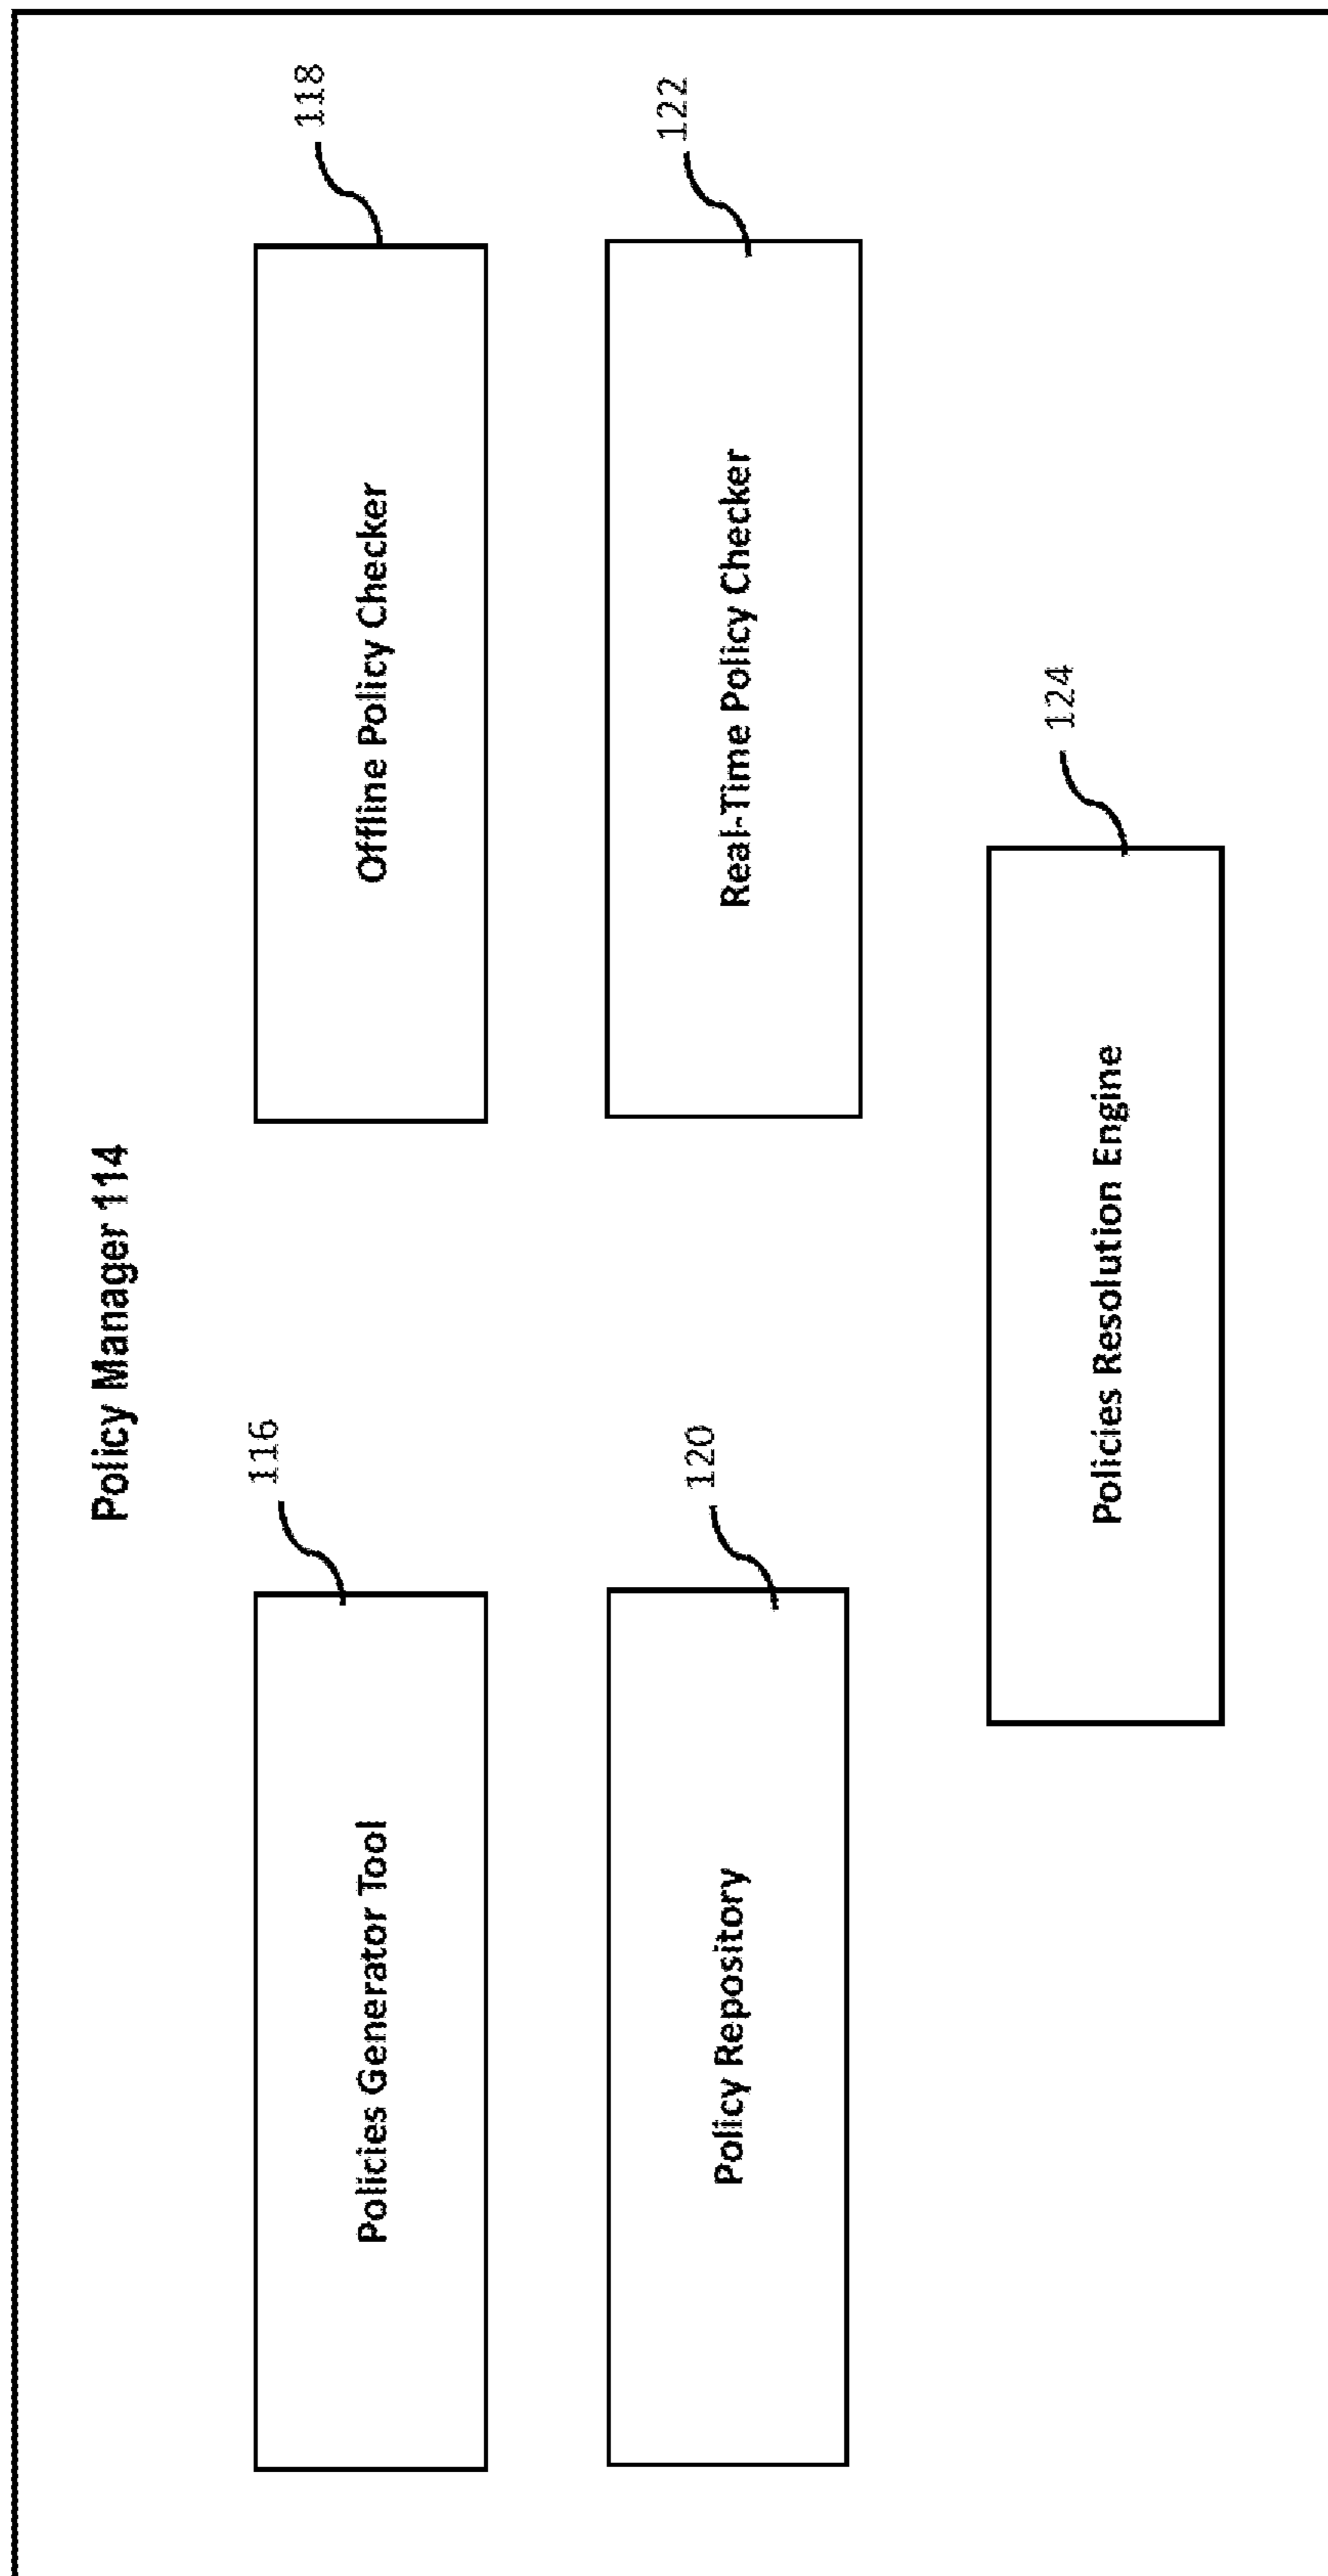 Policy Manager 114
116
Policies Generator Tool
118
Offline Policy Checker
120
Policy Repository
122
Real-Time Policy Checker
124
Policies Resolution Engine